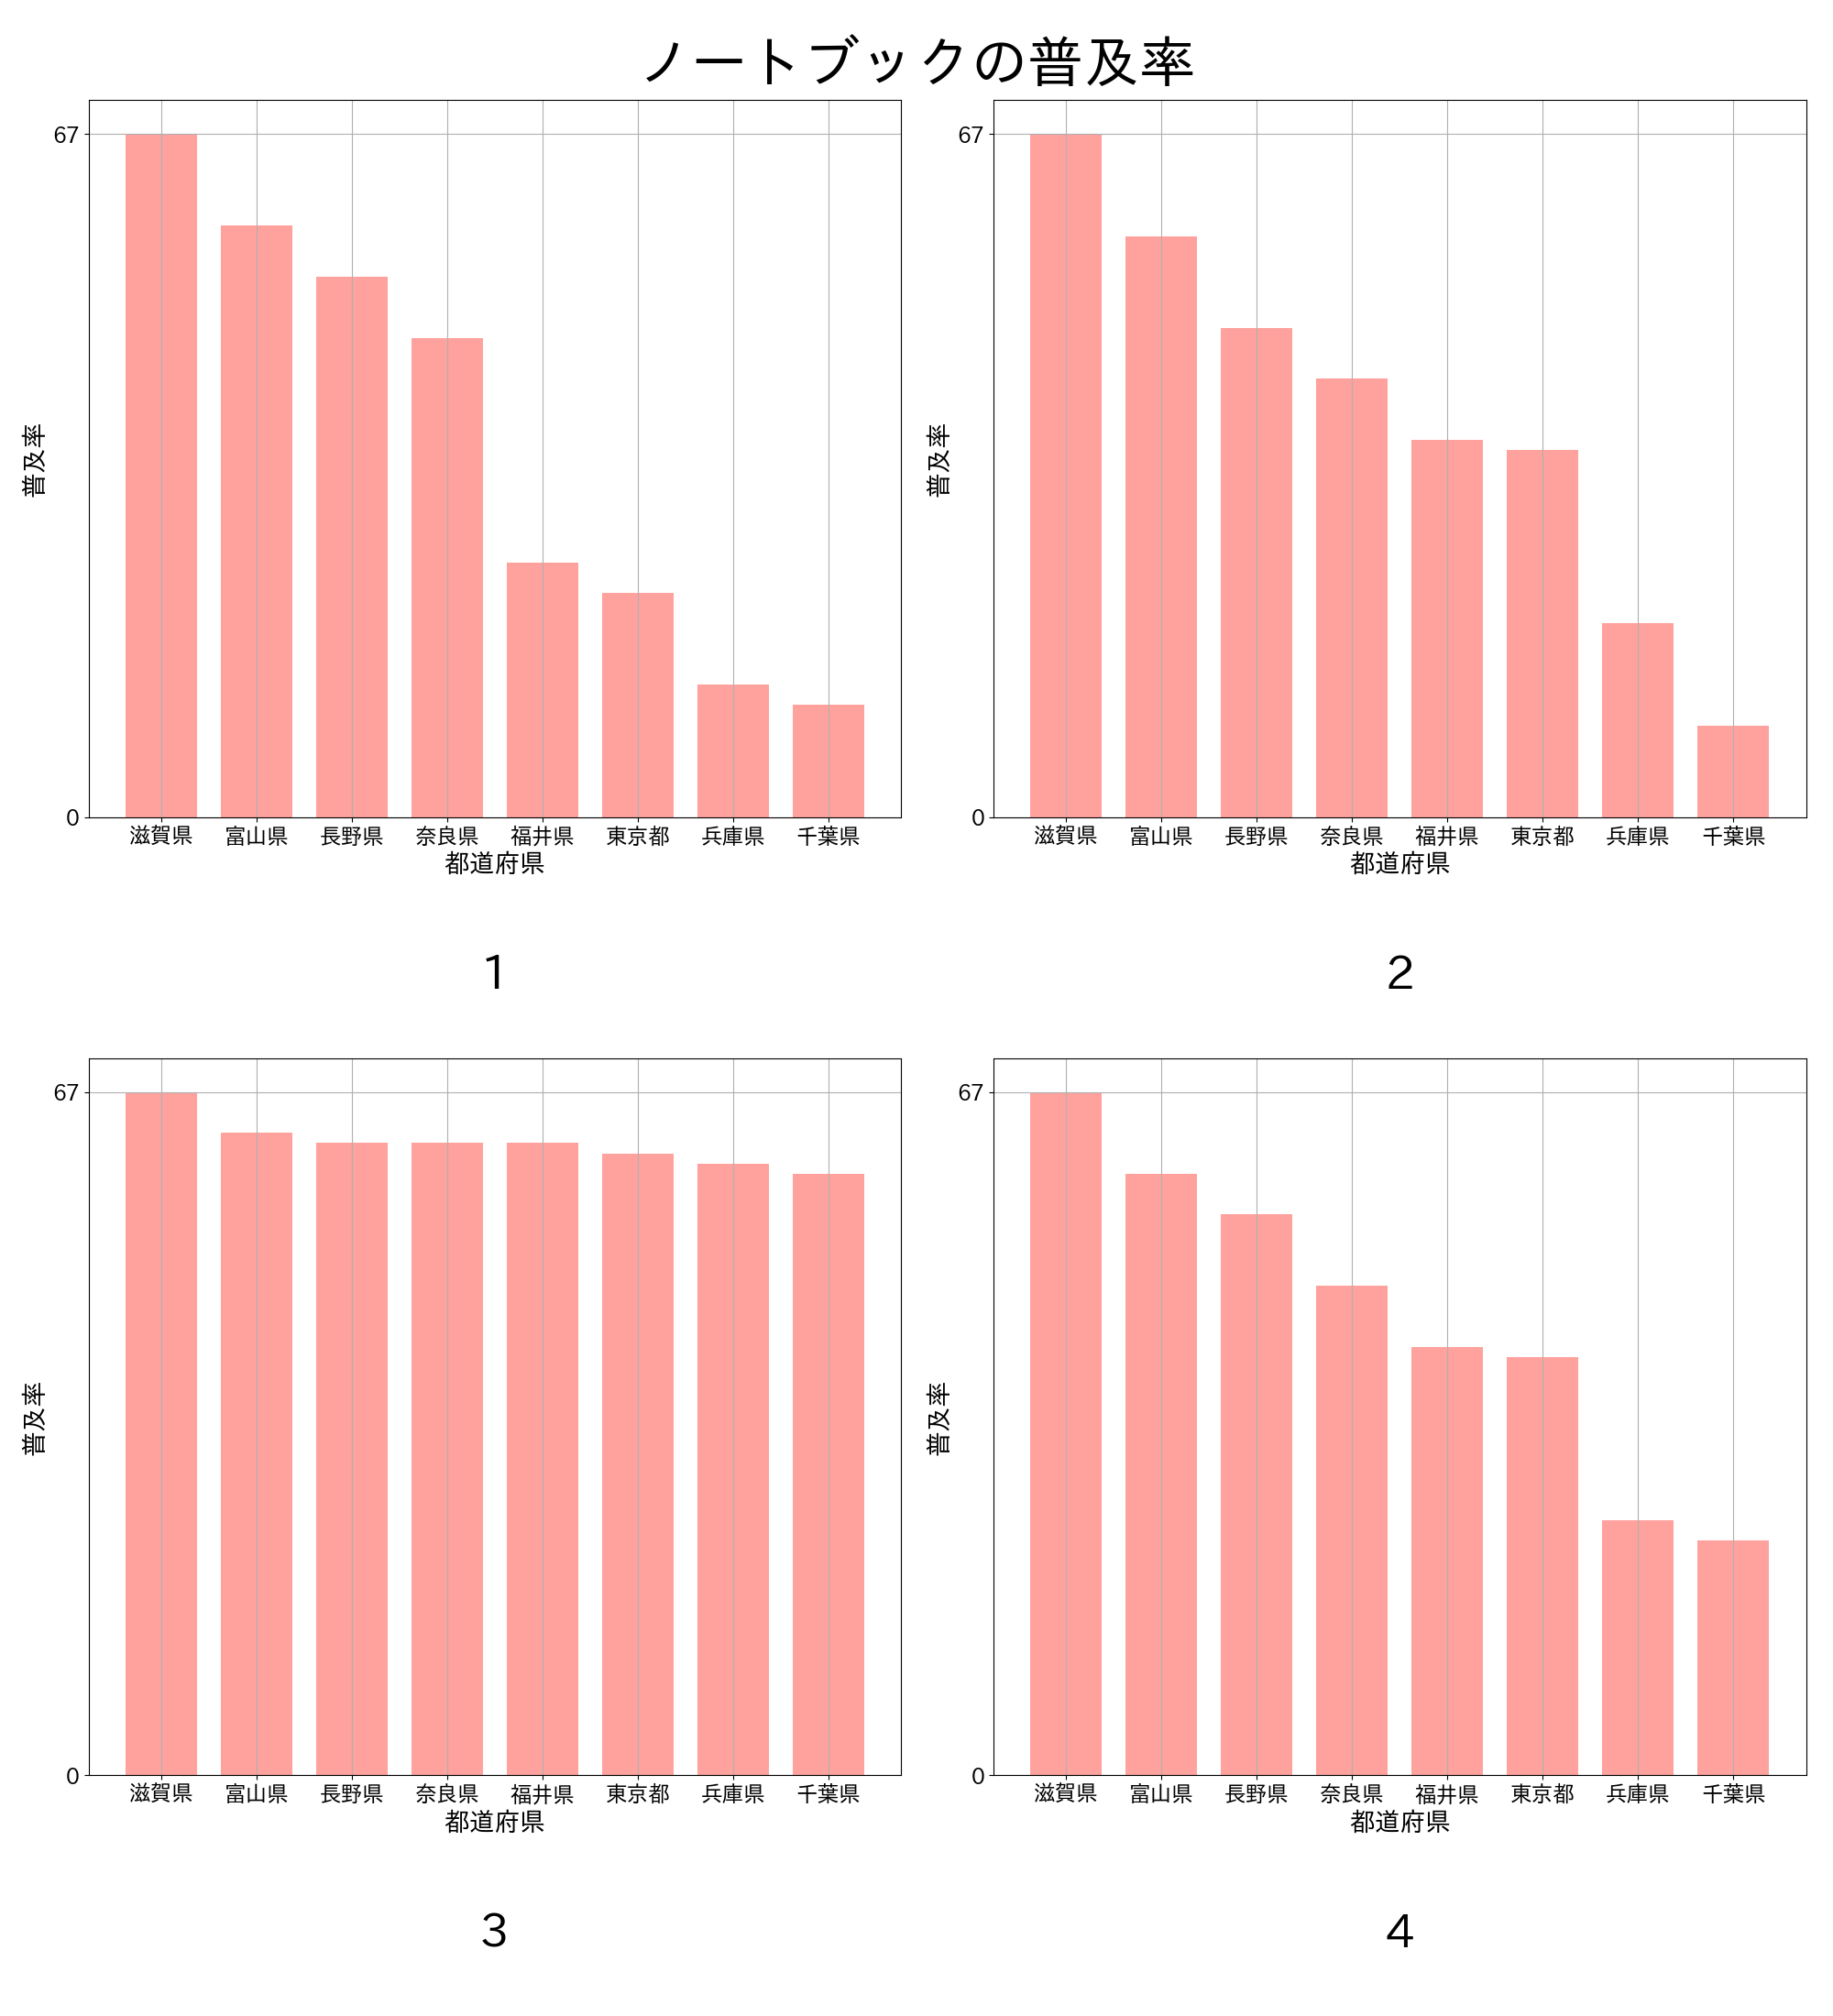 ノートブックの普及率
67
0
普及率
滋賀県 富山県 長野県 奈良県 福井県 東京都 兵庫県 千葉県
都道府県
1
67
0
普及率
滋賀県 富山県 長野県 奈良県 福井県 東京都 兵庫県 千葉県
都道府県
2
67
0
普及率
滋賀県 富山県 長野県 奈良県 福井県 東京都 兵庫県 千葉県
都道府県
3
67
0
普及率
滋賀県 富山県 長野県 奈良県 福井県 東京都 兵庫県 千葉県
都道府県
4